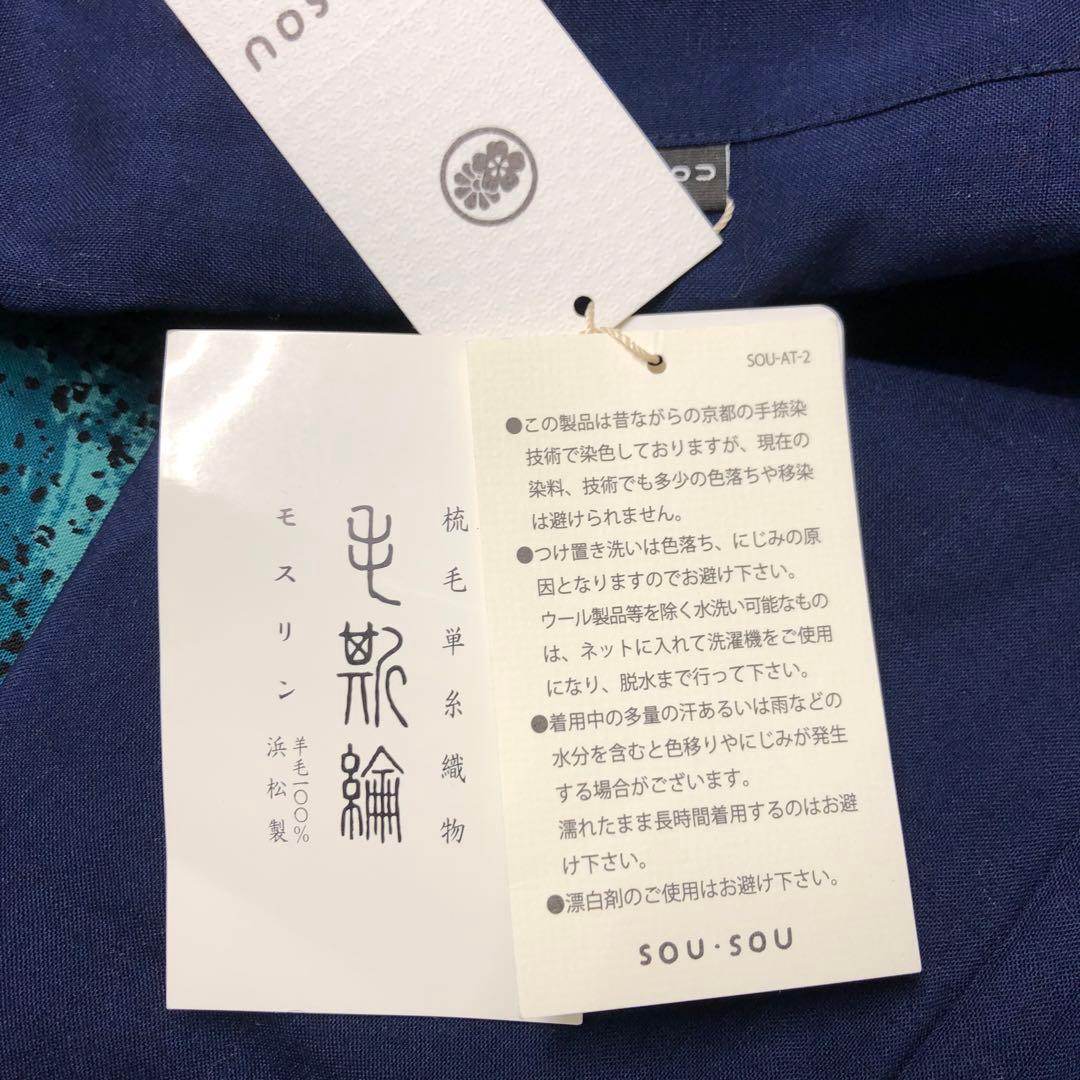 sou
ou
SOU-AT-2
●この製品は昔ながらの京都の手捺染
技術で染色しておりますが、現在の
染料、技術でも多少の色落ちや移染
は避けられません。
●つけ置き洗いは色落ち、にじみの原
因となりますのでお避け下さい。
ウール製品等を除く水洗い可能なもの
は、ネットに入れて洗濯機をご使用
になり、脱水まで行って下さい。
●着用中の多量の汗あるいは雨などの
水分を含むと色移りやにじみが発生
する場合がございます。
濡れたまま長時間着用するのはお避
け下さい。
●漂白剤のご使用はお避け下さい。
SOU・SOU
梳毛単糸織物
毛斯綸
モスリン
羊毛一〇〇%
浜松製